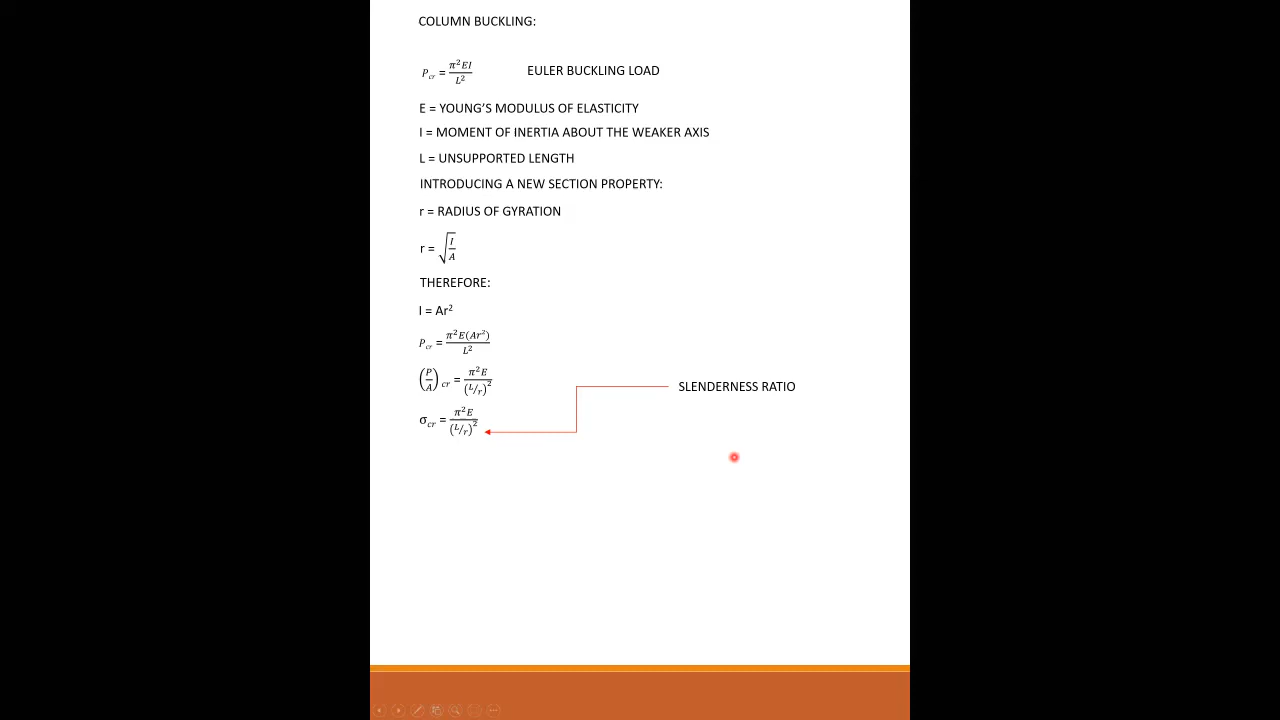 COLUMN BUCKLING:
P_cr = π²EI / L² EULER BUCKLING LOAD
E = YOUNG’S MODULUS OF ELASTICITY
I = MOMENT OF INERTIA ABOUT THE WEAKER AXIS
L = UNSUPPORTED LENGTH
INTRODUCING A NEW SECTION PROPERTY:
r = RADIUS OF GYRATION
r = √(I/A)
THEREFORE:
I = Ar²
P_cr = π²E(Ar²) / L²
(P/A)_cr = π²E / (L/r)²
SLENDERNESS RATIO
σ_cr = π²E / (L/r)²